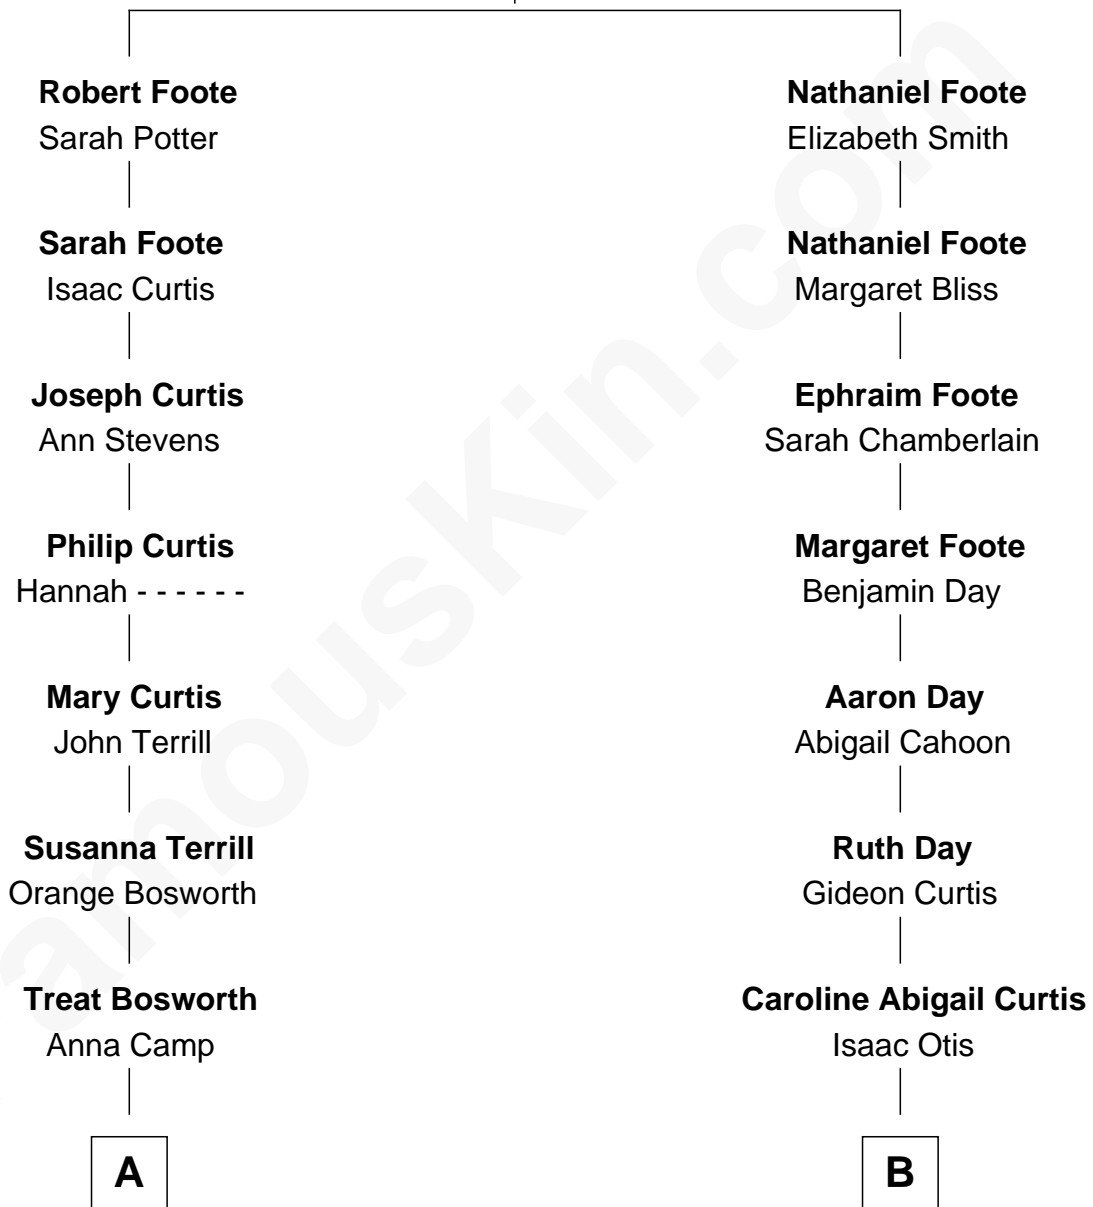 Robert Foote
Sarah Potter
Sarah Foote
Isaac Curtis
Joseph Curtis
Ann Stevens
Philip Curtis
Hannah - - - - - -
Mary Curtis
John Terrill
Susanna Terrill
Orange Bosworth
Treat Bosworth
Anna Camp
A
Nathaniel Foote
Elizabeth Smith
Nathaniel Foote
Margaret Bliss
Ephraim Foote
Sarah Chamberlain
Margaret Foote
Benjamin Day
Aaron Day
Abigail Cahoon
Ruth Day
Gideon Curtis
Caroline Abigail Curtis
Isaac Otis
B
amousKin.com